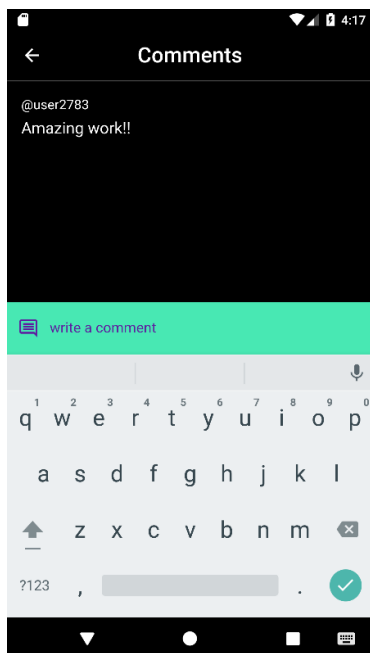 4:17
Comments
@user2783
Amazing work!!
write a comment
1 2 3 4 5 6 7 8 9 0
q w e r t y u i o p
a s d f g h j k l
z x c v b n m
?123 , .